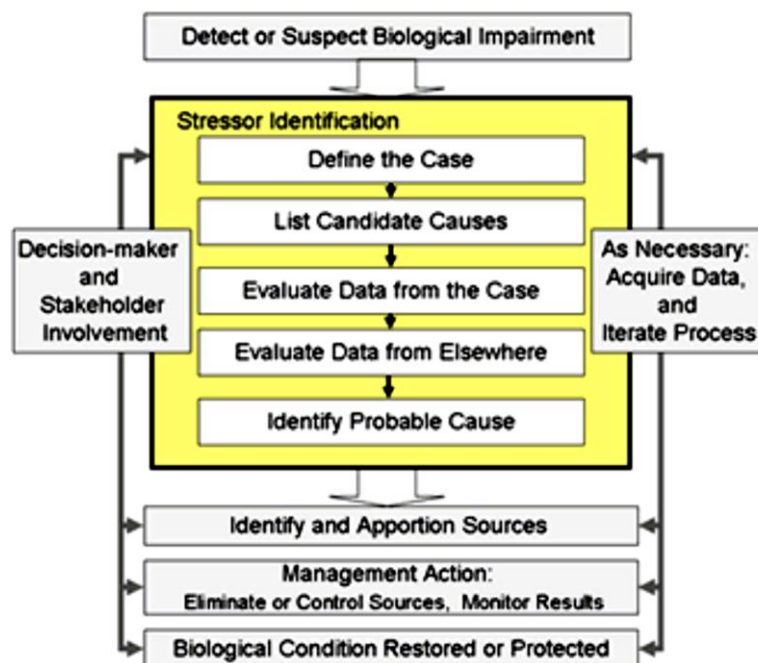 Detect or Suspect Biological Impairment
Stressor Identification
Define the Case
List Candidate Causes
Evaluate Data from the Case
Evaluate Data from Elsewhere
Identify Probable Cause
Decision-maker
and
Stakeholder
Involvement
As Necessary:
Acquire Data,
and
Iterate Process
Identify and Apportion Sources
Management Action:
Eliminate or Control Sources, Monitor Results
Biological Condition Restored or Protected